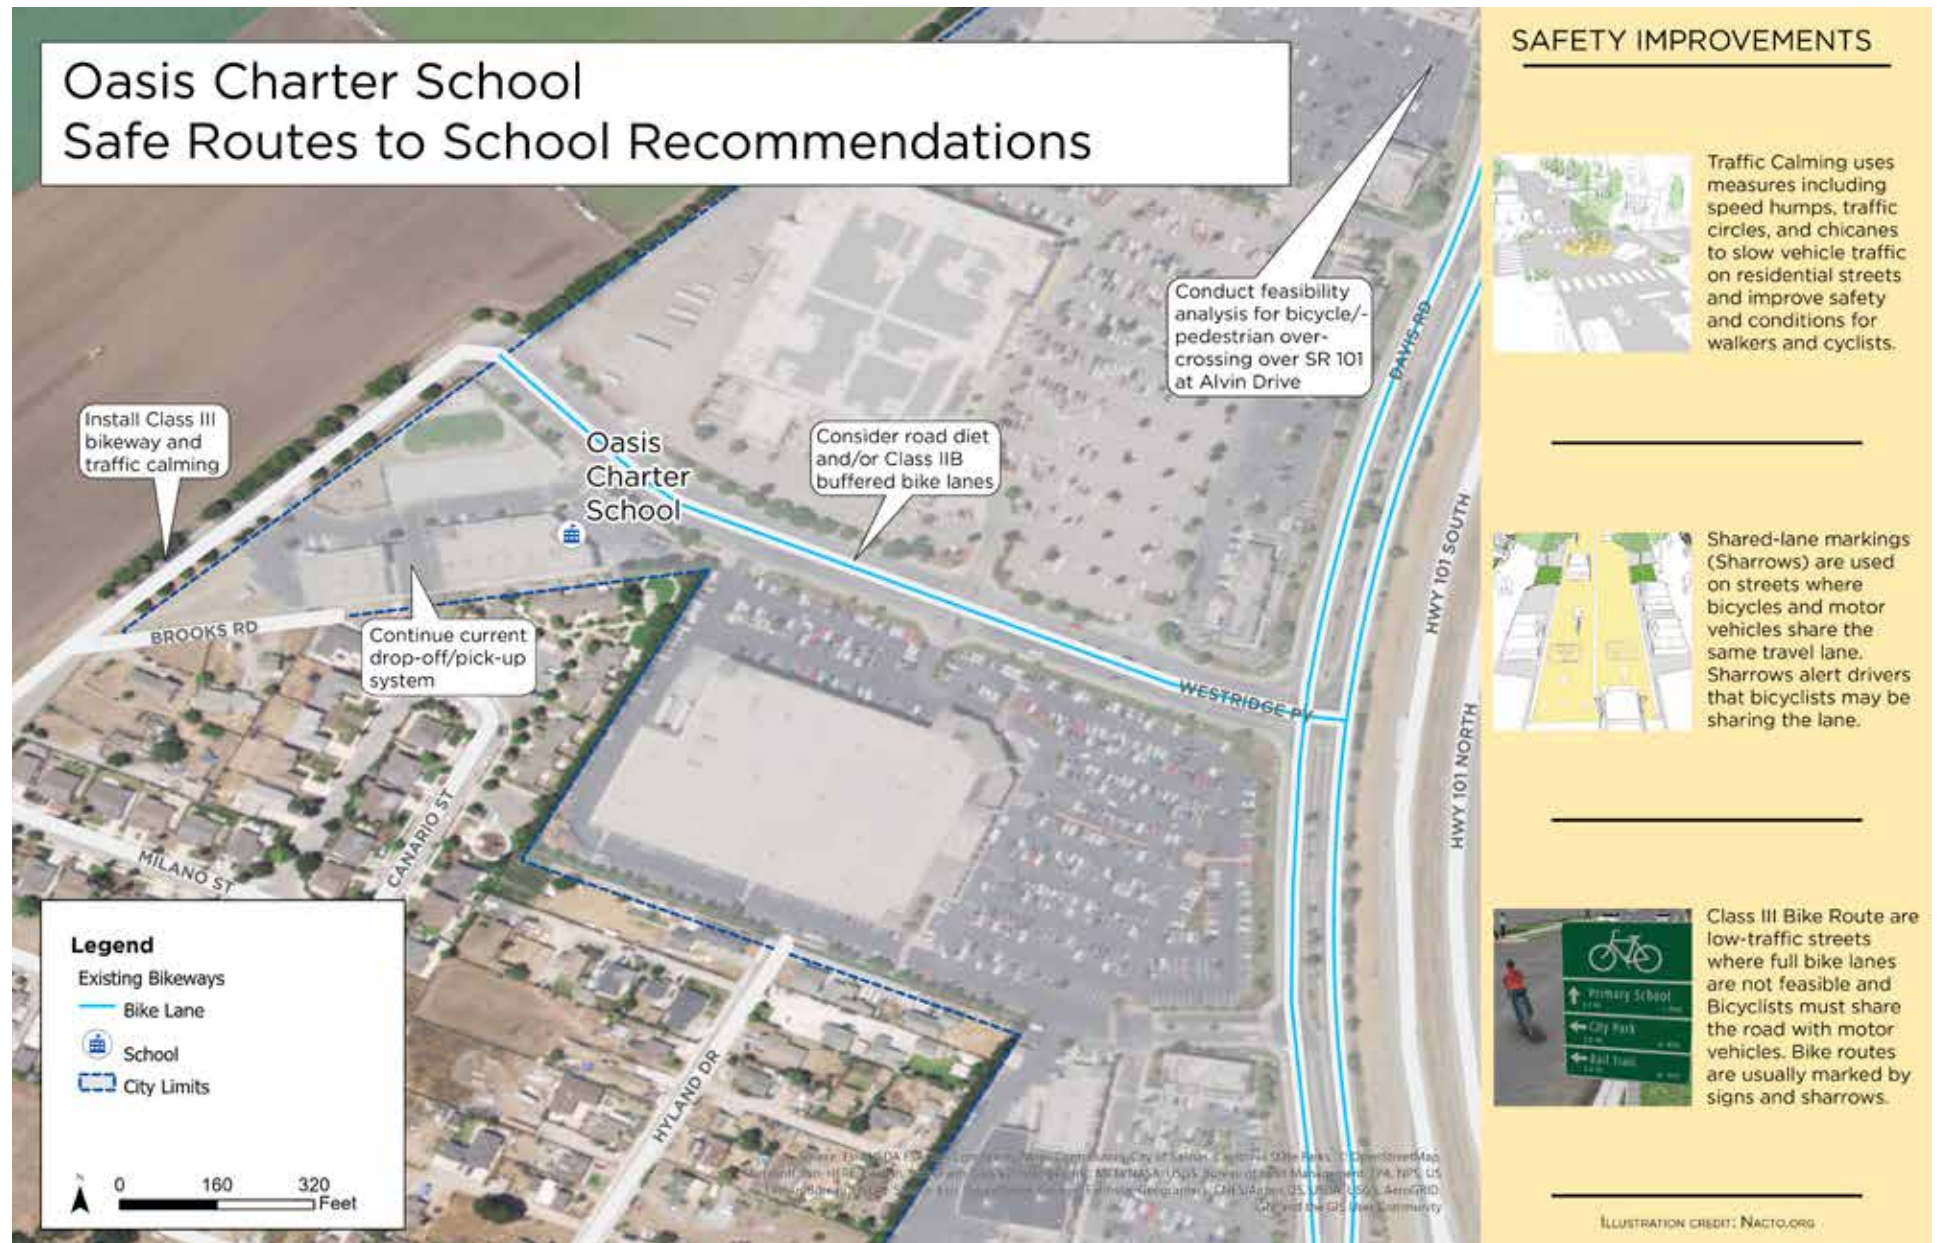 Oasis Charter School
Safe Routes to School Recommendations
Conduct feasibility
analysis for bicycle/-
pedestrian over-
crossing over SR 101
at Alvin Drive
DAVIS RD
Install Class III
bikeway and
traffic calming
Oasis
Charter
School
Consider road diet
and/or Class IIB
buffered bike lanes
HWY 101 SOUTH
BROOKS RD
Continue current
drop-off/pick-up
system
WESTRIDGE PY
HWY 101 NORTH
CANARIO ST
MILANO ST
HYLAND DR
Legend
Existing Bikeways
Bike Lane
School
City Limits
N
0 160 320
Feet
SAFETY IMPROVEMENTS
Traffic Calming uses
measures including
speed humps, traffic
circles, and chicanes
to slow vehicle traffic
on residential streets
and improve safety
and conditions for
walkers and cyclists.
Shared-lane markings
(Sharrows) are used
on streets where
bicycles and motor
vehicles share the
same travel lane.
Sharrows alert drivers
that bicyclists may be
sharing the lane.
Primary School
City Park
Rail Trail
Class III Bike Route are
low-traffic streets
where full bike lanes
are not feasible and
Bicyclists must share
the road with motor
vehicles. Bike routes
are usually marked by
signs and sharrows.
Illustration credit: Nacto.org